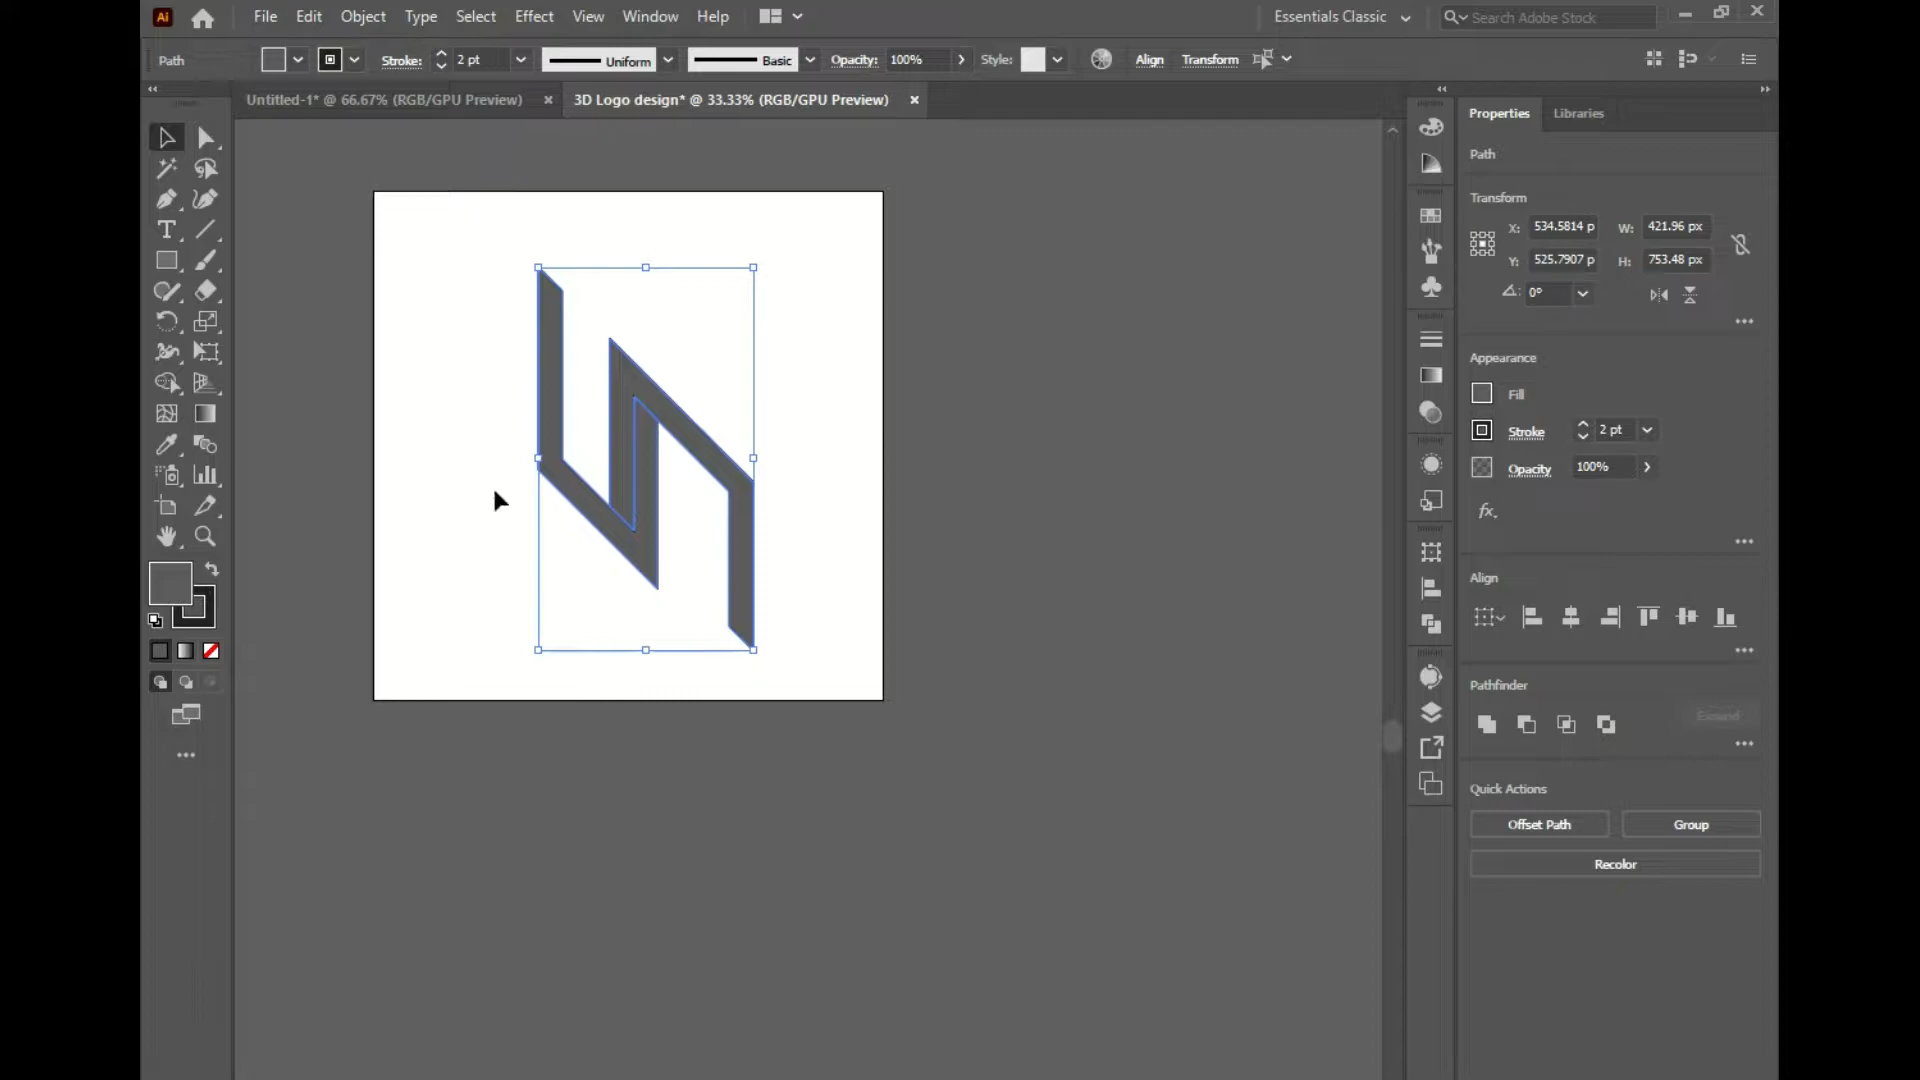 Ai File Edit Object Type Select Effect View Window Help Essentials Classic Search Adobe Stock
Path Stroke: 2 pt Uniform Basic Opacity: 100% Style: Align Transform
Untitled-1* @ 66.67% (RGB/GPU Preview) × 3D Logo design* @ 33.33% (RGB/GPU Preview) ×
Properties Libraries
Path
Transform
X: 534.5814 p W: 421.96 px
Y: 525.7907 p H: 753.48 px
0°
Appearance
Fill
Stroke 2 pt
Opacity 100%
fx.
Align
Pathfinder
Expand
Quick Actions
Offset Path Group
Recolor